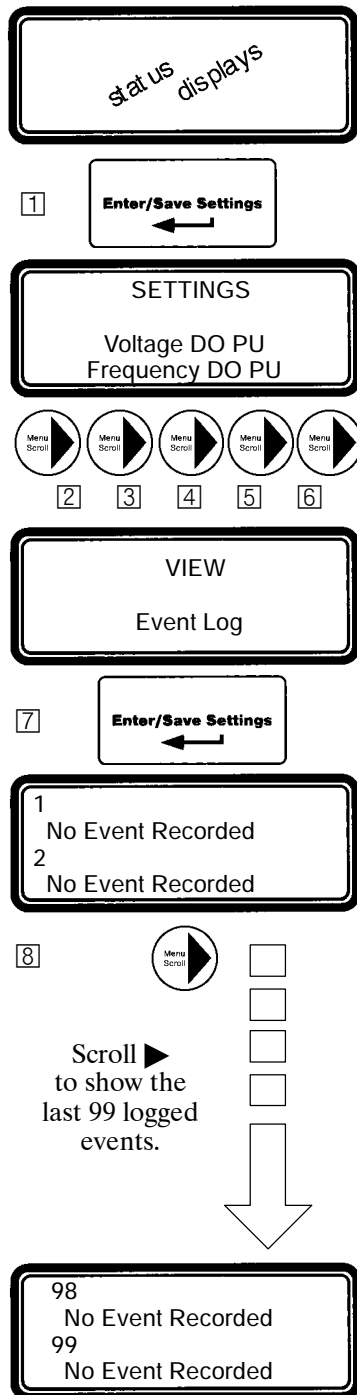 status displays
1
Enter/Save Settings
SETTINGS
Voltage DO PU
Frequency DO PU
Menu
Scroll
Menu
Scroll
Menu
Scroll
Menu
Scroll
Menu
Scroll
2 3 4 5 6
VIEW
Event Log
7
Enter/Save Settings
1
No Event Recorded
2
No Event Recorded
8
Menu
Scroll
Scroll ▶
to show the
last 99 logged
events.
98
No Event Recorded
99
No Event Recorded